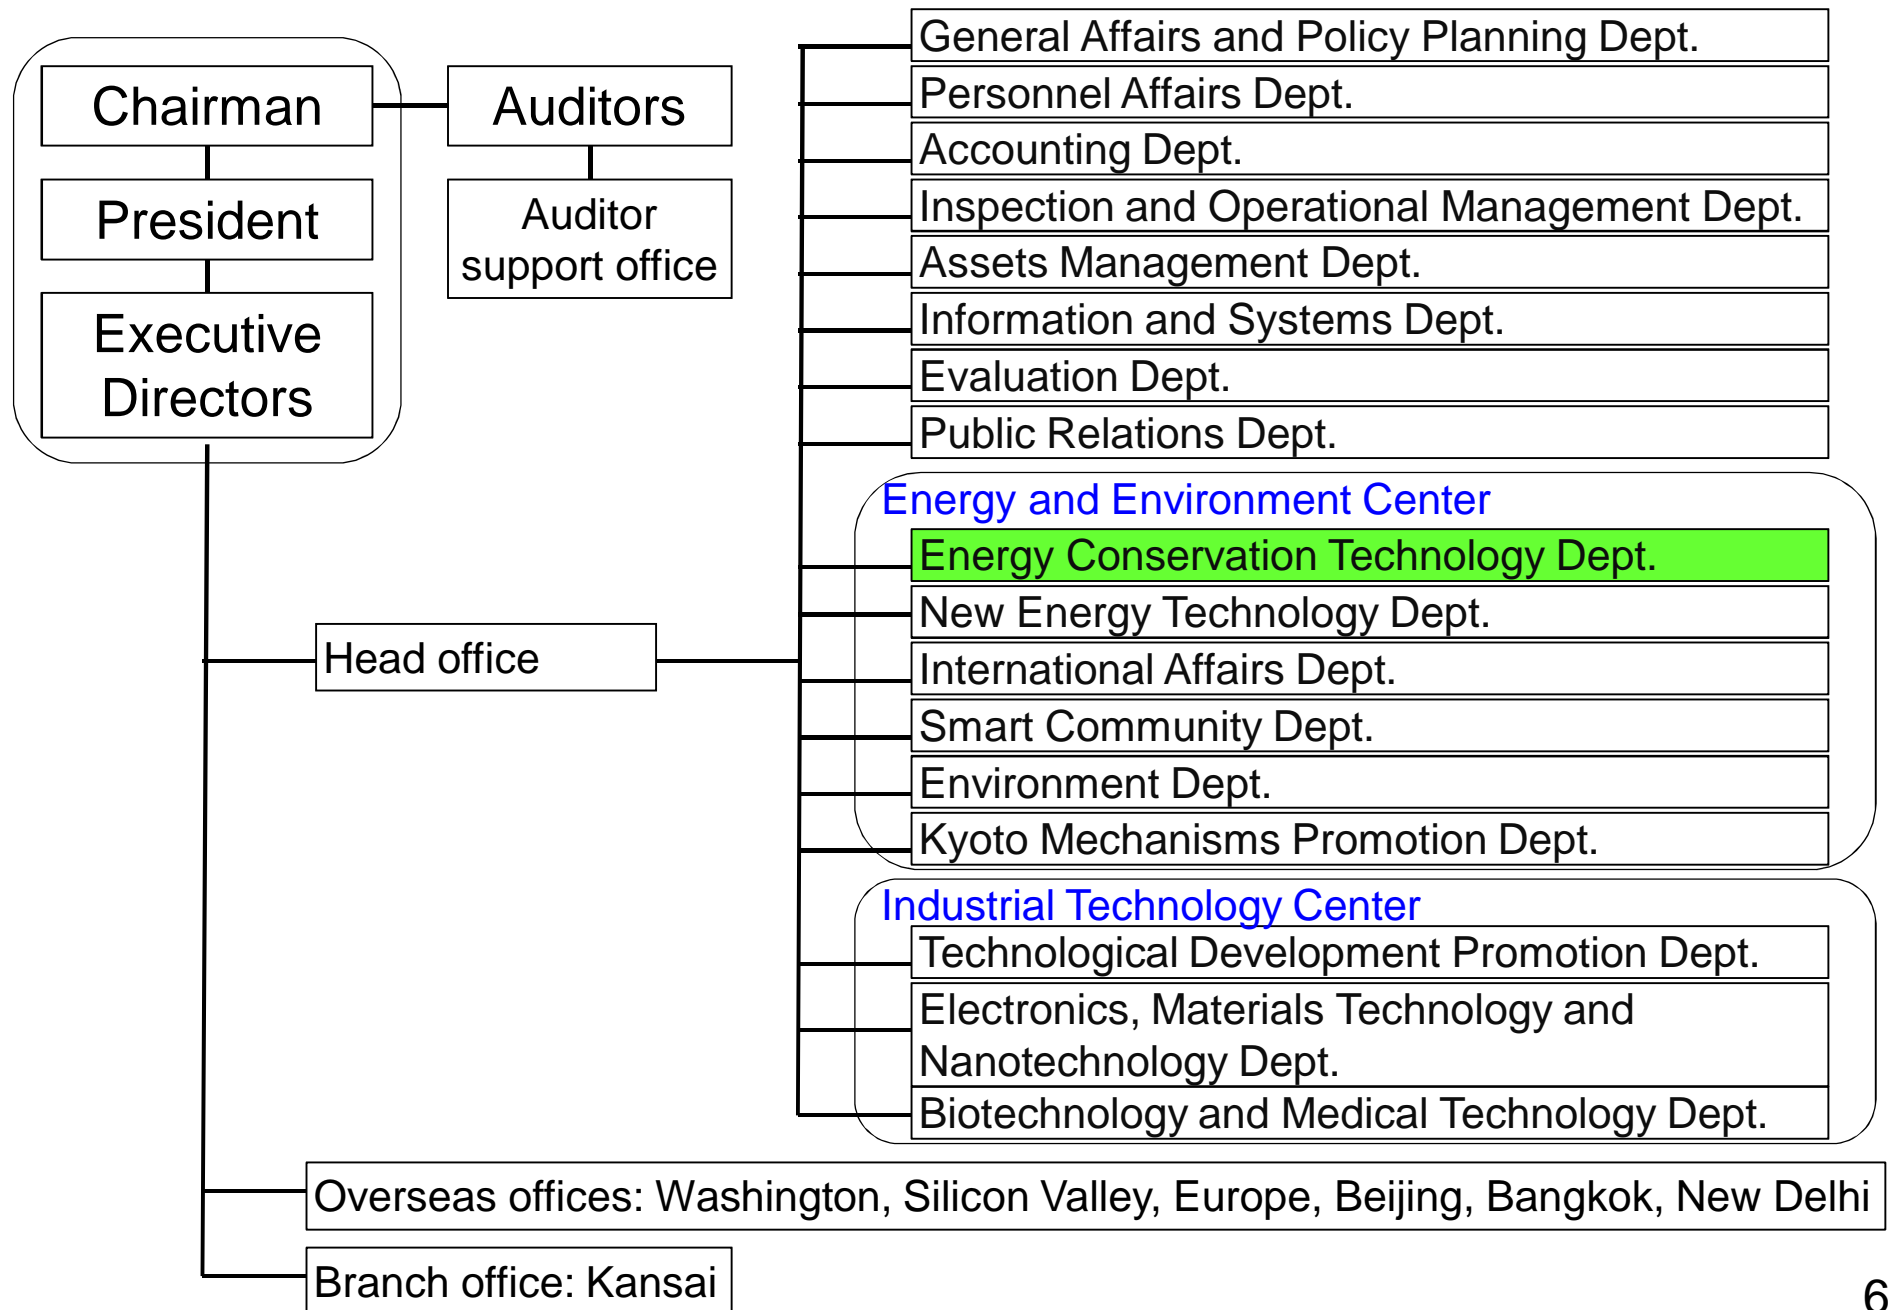 Chairman
President
Executive
Directors
Auditors
Auditor
support office
Head office
General Affairs and Policy Planning Dept.
Personnel Affairs Dept.
Accounting Dept.
Inspection and Operational Management Dept.
Assets Management Dept.
Information and Systems Dept.
Evaluation Dept.
Public Relations Dept.
Energy and Environment Center
Energy Conservation Technology Dept.
New Energy Technology Dept.
International Affairs Dept.
Smart Community Dept.
Environment Dept.
Kyoto Mechanisms Promotion Dept.
Industrial Technology Center
Technological Development Promotion Dept.
Electronics, Materials Technology and
Nanotechnology Dept.
Biotechnology and Medical Technology Dept.
Overseas offices: Washington, Silicon Valley, Europe, Beijing, Bangkok, New Delhi
Branch office: Kansai
6